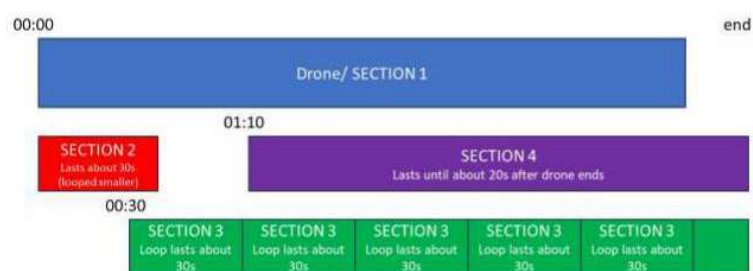 00:00
end
Drone/ SECTION 1
01:10
SECTION 2
Lasts about 30s
(looped smaller)
SECTION 4
Lasts until about 20s after drone ends
00:30
SECTION 3
Loop lasts about
30s
SECTION 3
Loop lasts about
30s
SECTION 3
Loop lasts about
30s
SECTION 3
Loop lasts about
30s
SECTION 3
Loop lasts about
30s